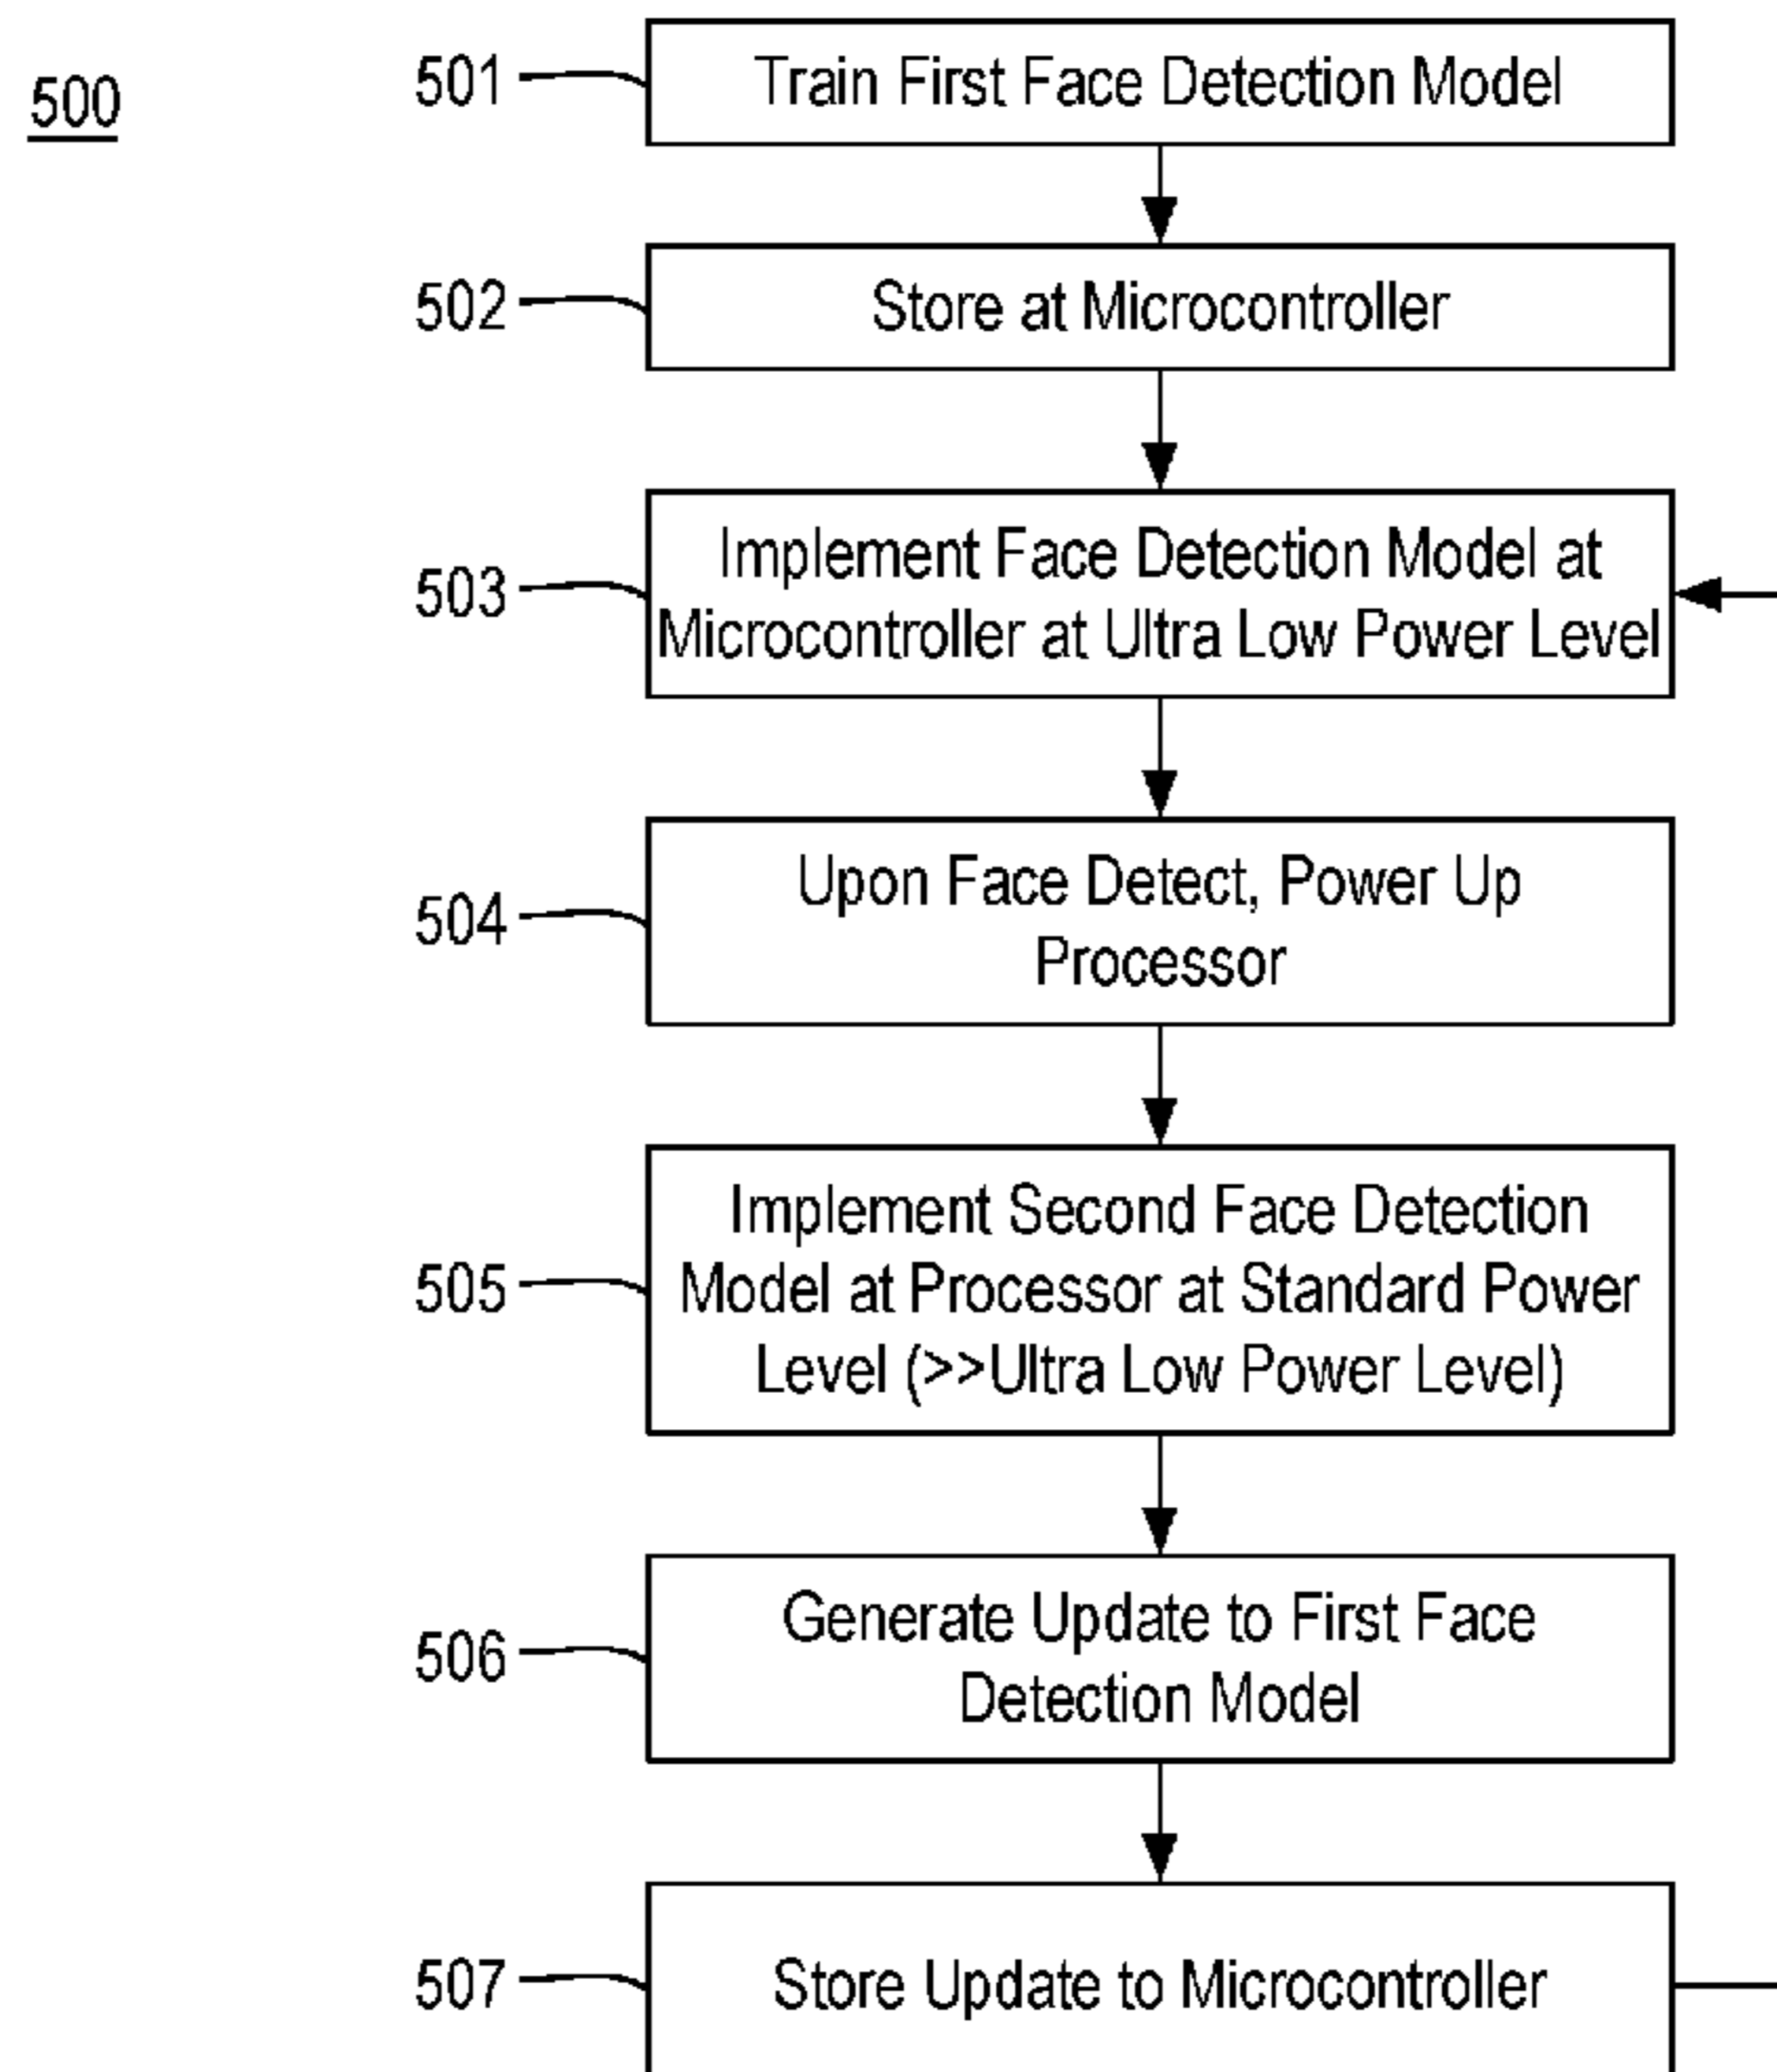 500
501
Train First Face Detection Model
502
Store at Microcontroller
503
Implement Face Detection Model at
Microcontroller at Ultra Low Power Level
504
Upon Face Detect, Power Up
Processor
505
Implement Second Face Detection
Model at Processor at Standard Power
Level (>>Ultra Low Power Level)
506
Generate Update to First Face
Detection Model
507
Store Update to Microcontroller